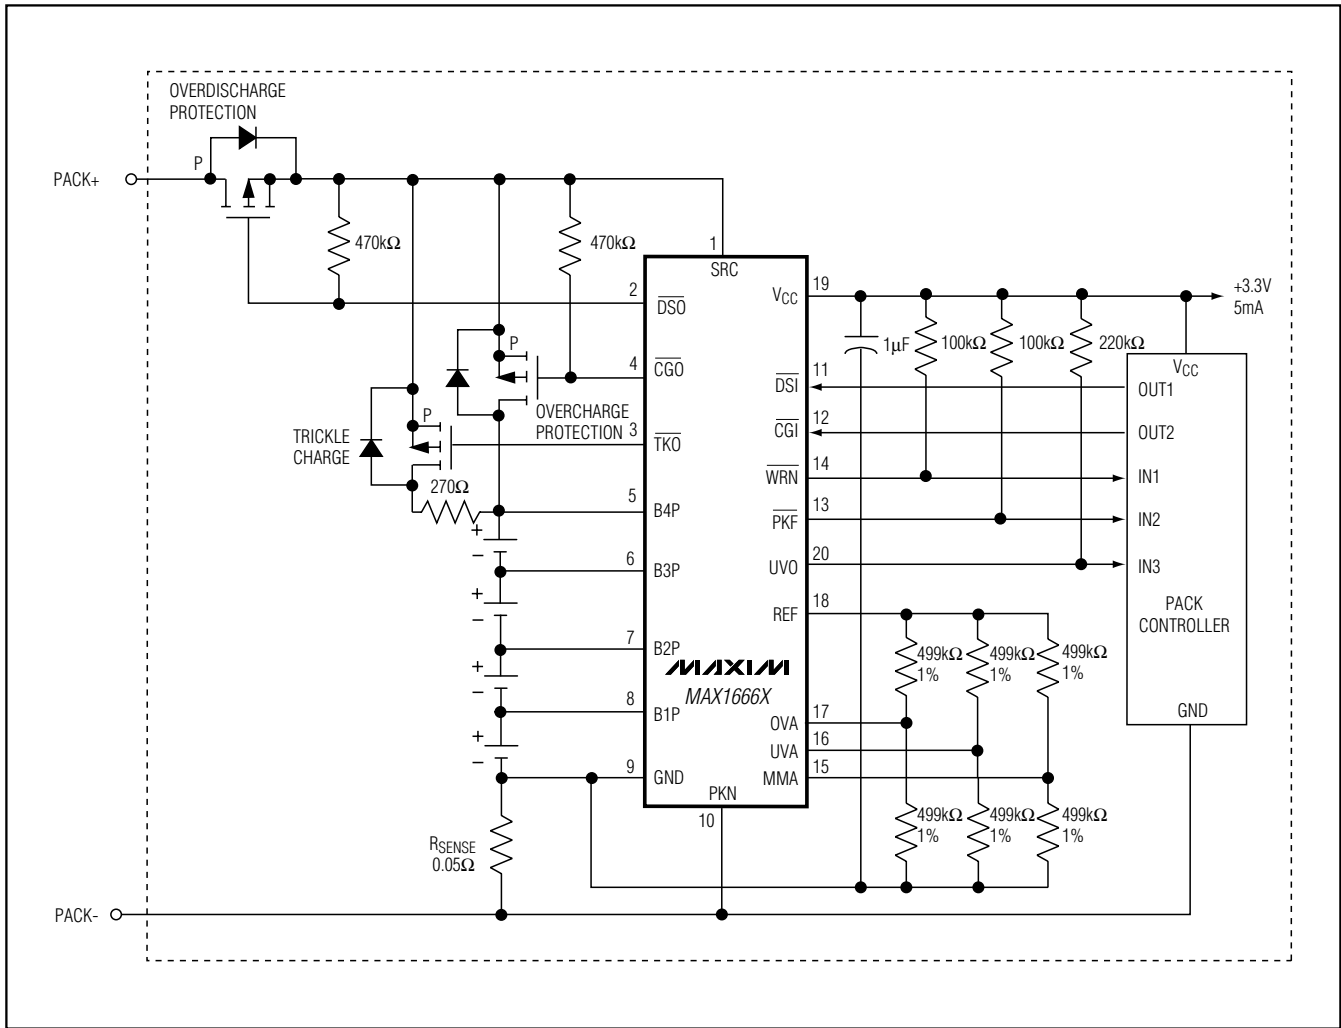 OVERDISCHARGE
PROTECTION
P
PACK+
470kΩ
470kΩ
1
SRC
2
DSO
4
CGO
P
OVERCHARGE
PROTECTION
3
TKO
P
TRICKLE
CHARGE
270Ω
5
B4P
+
−
6
B3P
+
−
7
B2P
+
−
8
B1P
+
−
9
GND
PKN
10
RSENSE
0.05Ω
PACK-
MAXIM
MAX1666X
VCC
19
+3.3V
5mA
1µF
100kΩ
100kΩ
220kΩ
DSI
11
CGI
12
WRN
14
PKF
13
UVO
20
REF
18
OVA
17
UVA
16
MMA
15
499kΩ
1%
499kΩ
1%
499kΩ
1%
499kΩ
1%
499kΩ
1%
499kΩ
1%
VCC
OUT1
OUT2
IN1
IN2
IN3
PACK
CONTROLLER
GND